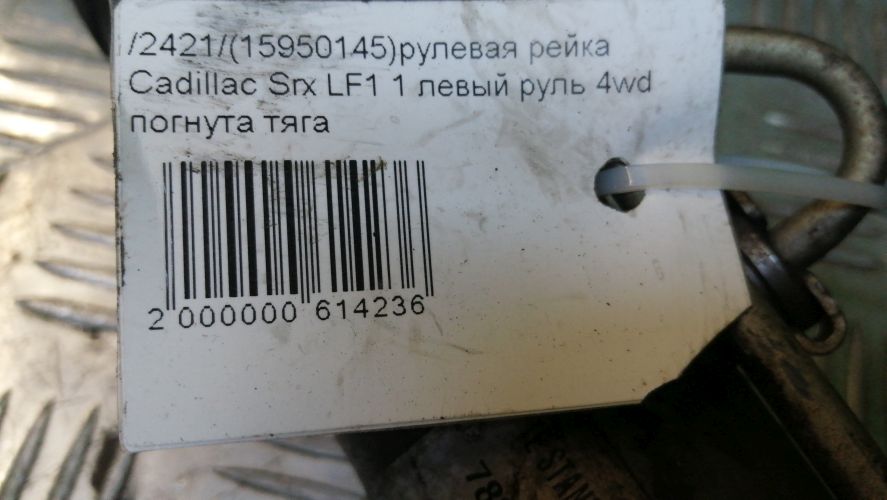 /2421/(15950145)рулевая рейка
Cadillac Srx LF1 1 левый руль 4wd
погнута тяга
2 000000 614236